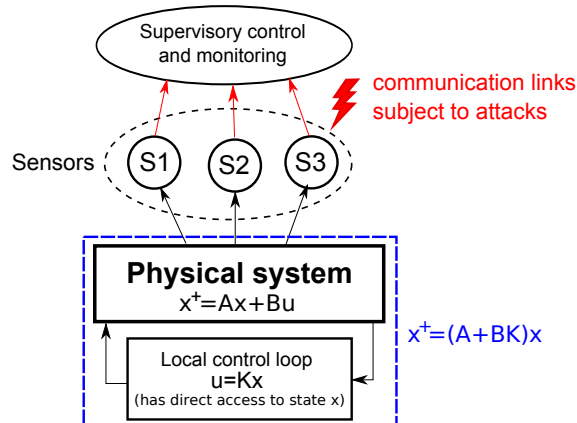 Supervisory control
and monitoring
communication links
subject to attacks
Sensors
S1
S2
S3
Physical system
x⁺=Ax+Bu
x⁺=(A+BK)x
Local control loop
u=Kx
(has direct access to state x)